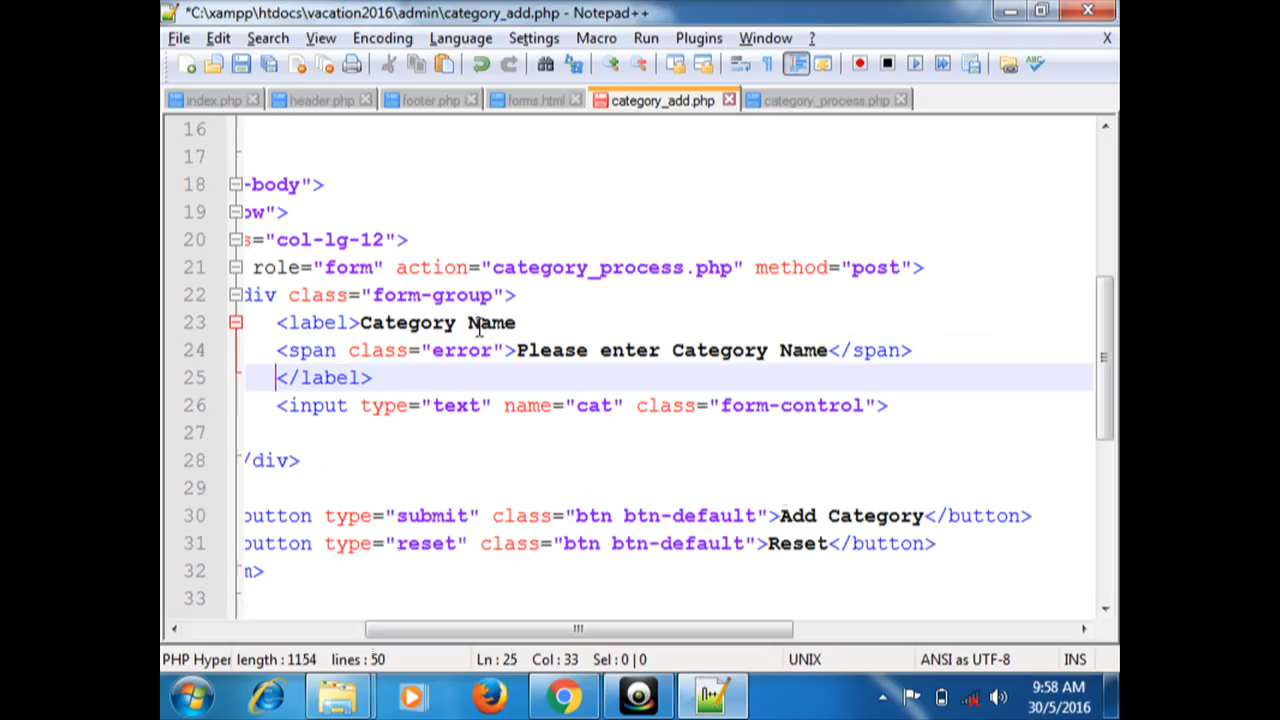 *C:\xampp\htdocs\vacation2016\admin\category_add.php - Notepad++
File Edit Search View Encoding Language Settings Macro Run Plugins Window ? X
index.php header.php footer.php forms.html category_add.php category_process.php
16
17
18 -body">
19 ow">
20 s="col-lg-12">
21 role="form" action="category_process.php" method="post">
22 div class="form-group">
23 <label>Category Name
24 <span class="error">Please enter Category Name</span>
25 </label>
26 <input type="text" name="cat" class="form-control">
27
28 /div>
29
30 button type="submit" class="btn btn-default">Add Category</button>
31 button type="reset" class="btn btn-default">Reset</button>
32 m>
33
PHP Hyper length : 1154 lines : 50 Ln : 25 Col : 33 Sel : 0 | 0 UNIX ANSI as UTF-8 INS
9:58 AM
30/5/2016